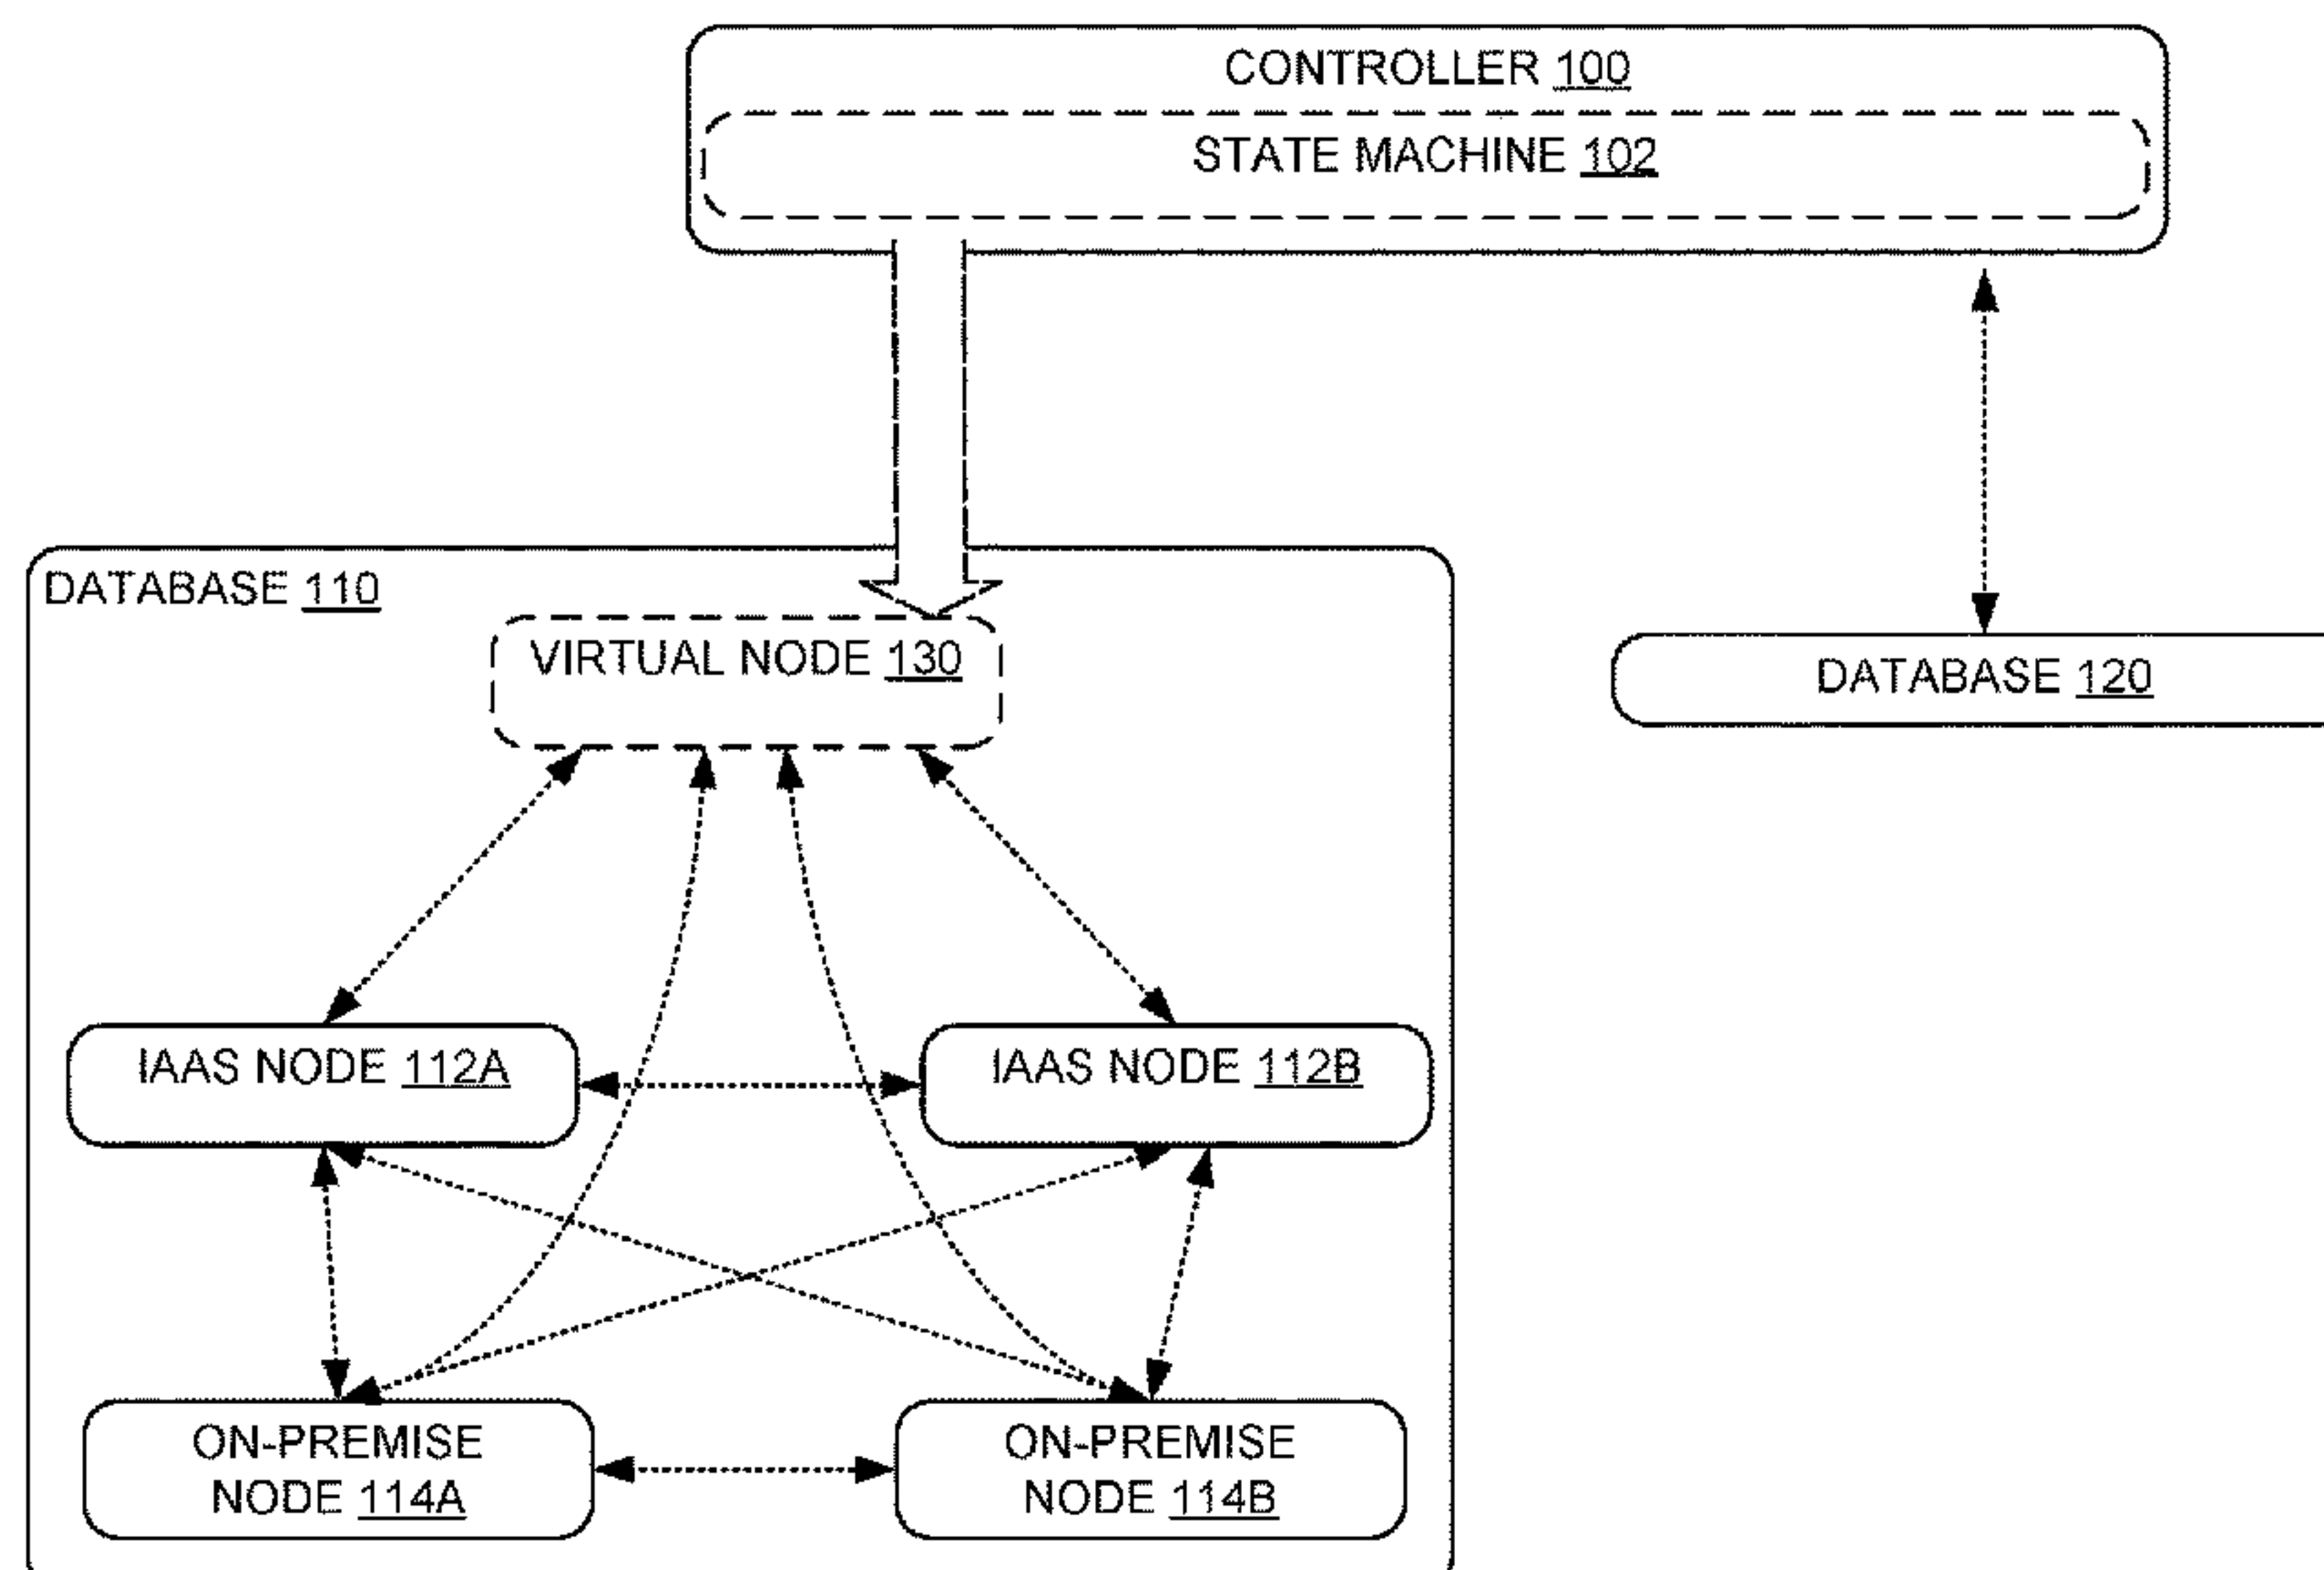 CONTROLLER 100
STATE MACHINE 102
DATABASE 110
VIRTUAL NODE 130
DATABASE 120
IAAS NODE 112A
IAAS NODE 112B
ON-PREMISE
NODE 114A
ON-PREMISE
NODE 114B